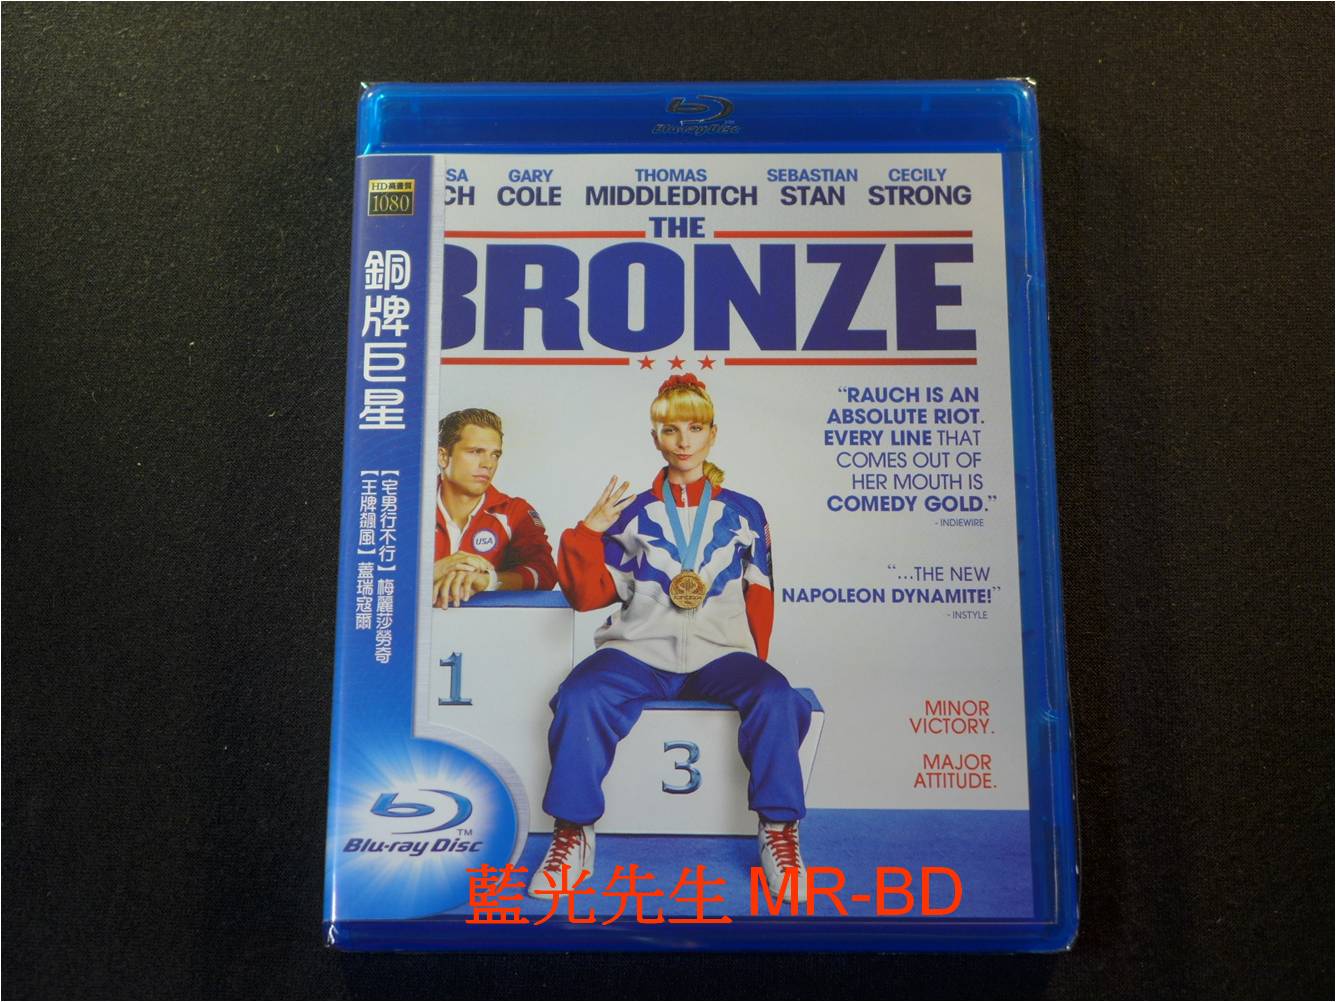 Blu-ray Disc
HD高畫質
1080
銅牌巨星
【宅男行不行】梅麗莎勞奇
【王牌飆風】蓋瑞寇爾
SA GARY THOMAS SEBASTIAN CECILY
CH COLE MIDDLEDITCH STAN STRONG
THE
BRONZE
“RAUCH IS AN
ABSOLUTE RIOT.
EVERY LINE THAT
COMES OUT OF
HER MOUTH IS
COMEDY GOLD.”
- INDIEWIRE
“...THE NEW
NAPOLEON DYNAMITE!”
- INSTYLE
USA
1
3
MINOR
VICTORY.
MAJOR
ATTITUDE.
Blu-ray Disc™
藍光先生 MR-BD